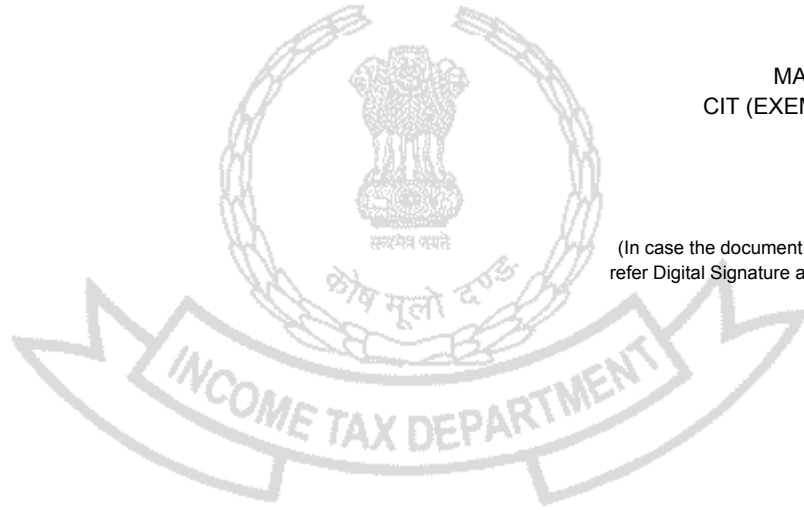 MA
CIT (EXEM
(In case the document
refer Digital Signature a
सत्यमेव जयते
कोष मूलो दण्डः
INCOME TAX DEPARTMENT